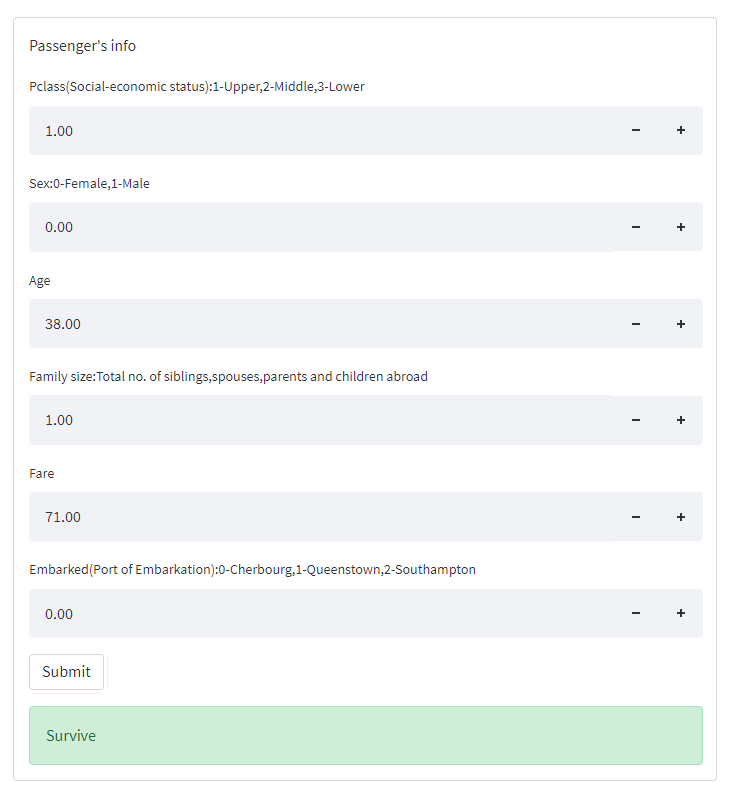 Passenger's info
Pclass(Social-economic status):1-Upper,2-Middle,3-Lower
1.00 − +
Sex:0-Female,1-Male
0.00 − +
Age
38.00 − +
Family size:Total no. of siblings,spouses,parents and children abroad
1.00 − +
Fare
71.00 − +
Embarked(Port of Embarkation):0-Cherbourg,1-Queenstown,2-Southampton
0.00 − +
Submit
Survive